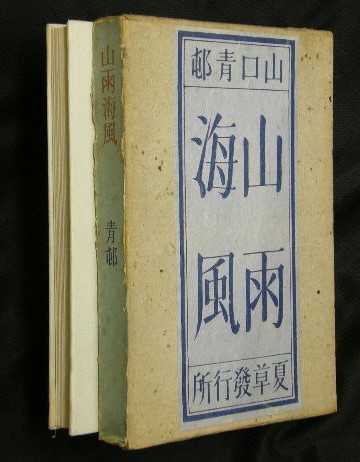 山雨海風
青邨
山口青邨
山雨
海風
夏草發行所